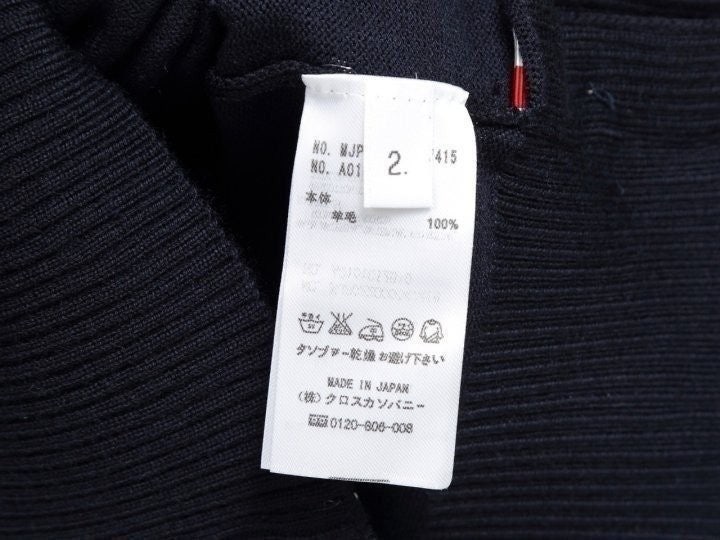 2.
NO. MJP 7415
NO. A01
本体
羊毛 100%
タンブラー乾燥お避け下さい
MADE IN JAPAN
(株)クロスカンパニー
0120-806-008